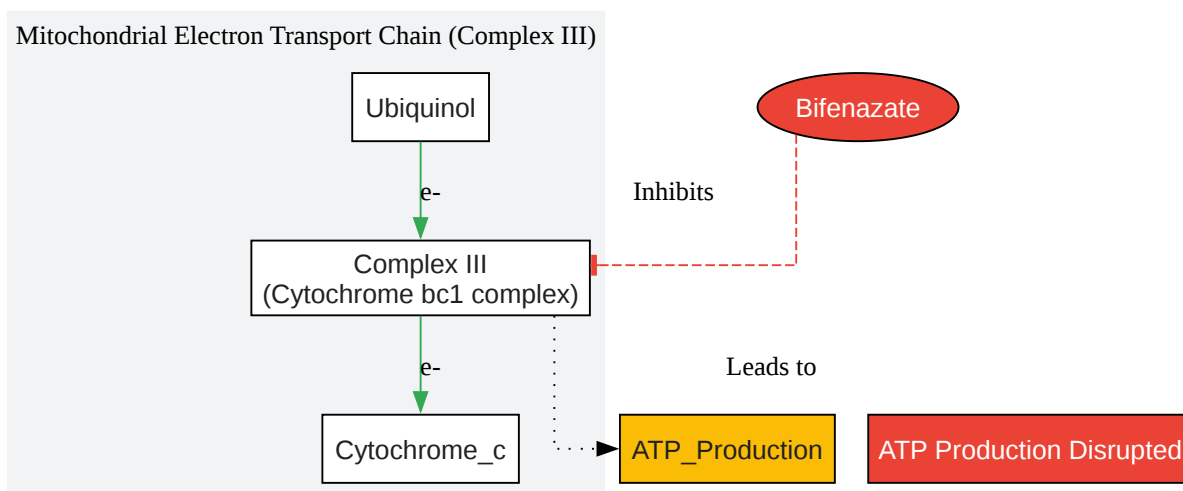 Mitochondrial Electron Transport Chain (Complex III)
Ubiquinol
Bifenazate
e-
Inhibits
Complex III
(Cytochrome bc1 complex)
e-
Leads to
Cytochrome_c
ATP_Production
ATP Production Disrupted